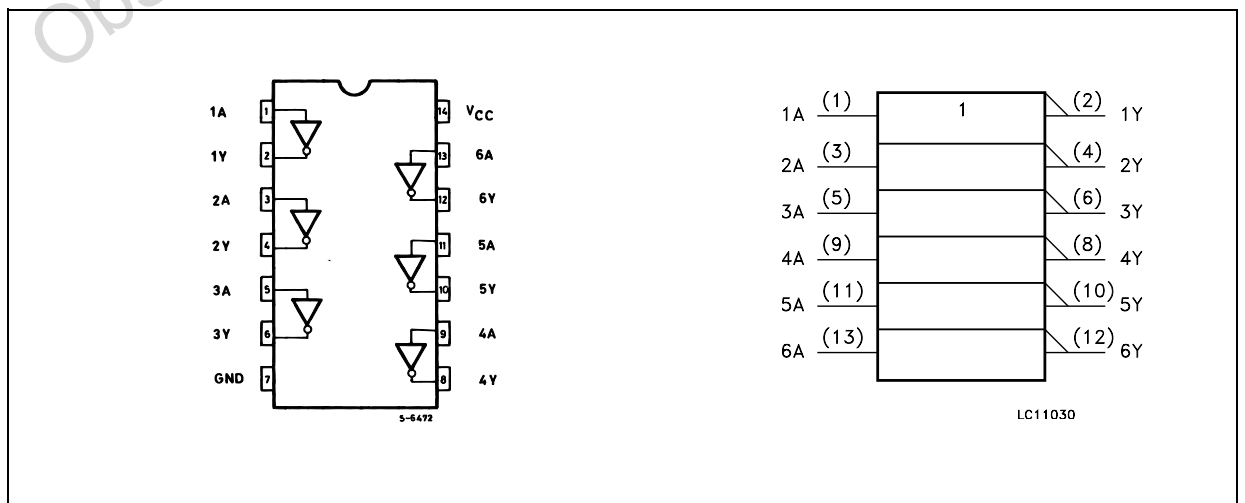 Obs
1A 1 14 VCC
1Y 2 13 6A
2A 3 12 6Y
2Y 4 11 5A
3A 5 10 5Y
3Y 6 9 4A
GND 7 8 4Y
S-6472
1A (1) 1 (2) 1Y
2A (3) (4) 2Y
3A (5) (6) 3Y
4A (9) (8) 4Y
5A (11) (10) 5Y
6A (13) (12) 6Y
LC11030